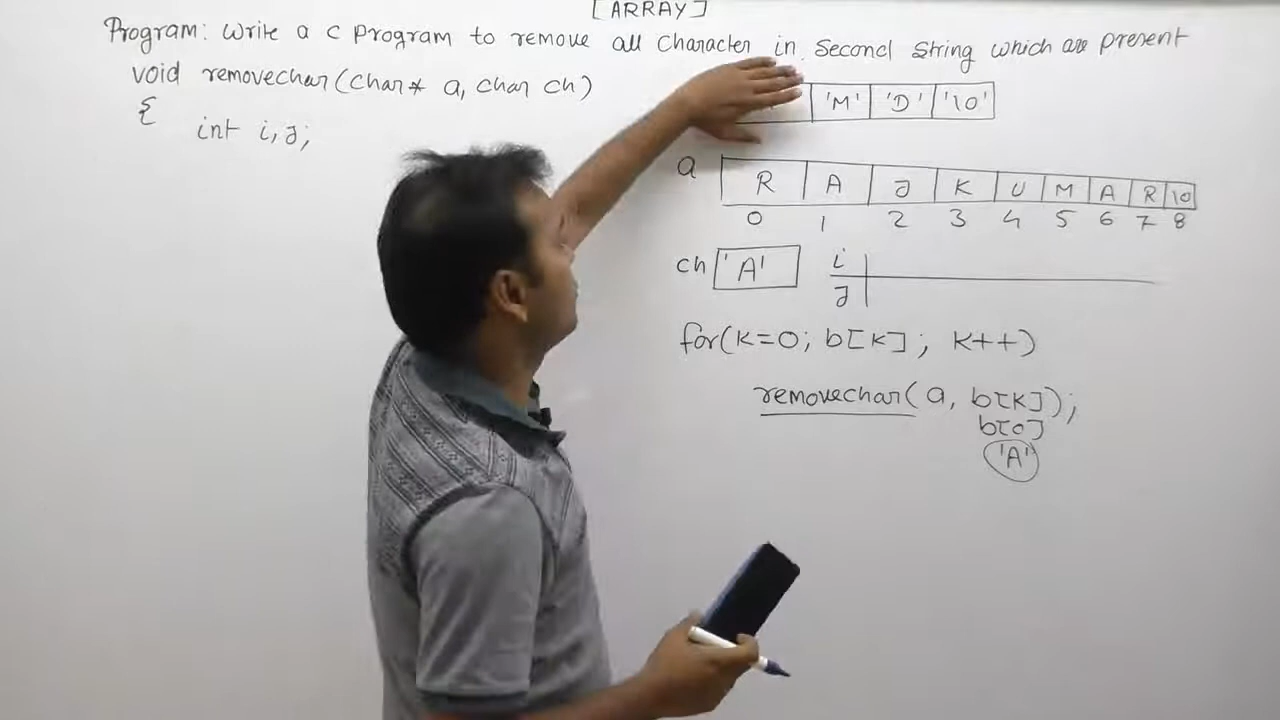 [ARRAY]
Program: Write a c program to remove all character in second string which are present
void removechar(char* a, char ch)
{
int i,j;
'M' 'D' '\0'
a R A J K U M A R \0
0 1 2 3 4 5 6 7 8
ch 'A' i
j
for(k=0; b[k]; k++)
removechar(a, b[k]);
b[0]
'A'